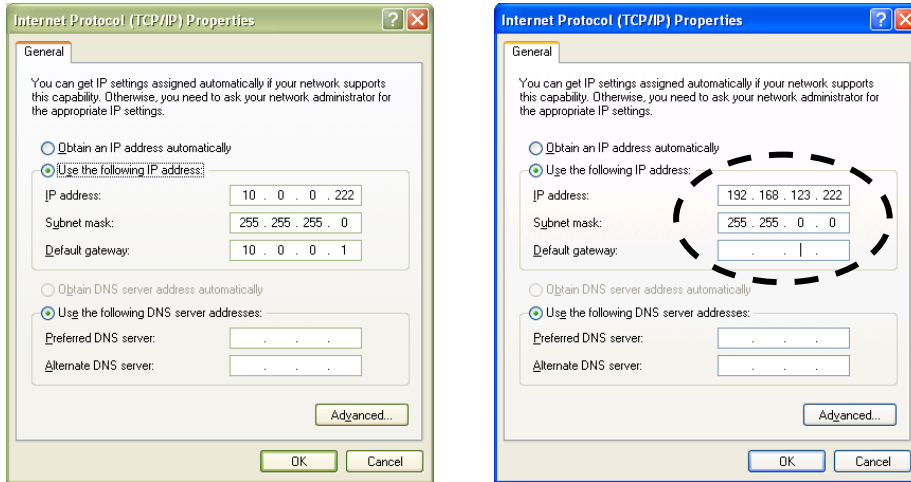 Internet Protocol (TCP/IP) Properties
General
You can get IP settings assigned automatically if your network supports
this capability. Otherwise, you need to ask your network administrator for
the appropriate IP settings.
Obtain an IP address automatically
Use the following IP address:
IP address: 10 . 0 . 0 . 222
Subnet mask: 255 . 255 . 255 . 0
Default gateway: 10 . 0 . 0 . 1
Obtain DNS server address automatically
Use the following DNS server addresses:
Preferred DNS server: . . .
Alternate DNS server: . . .
Advanced...
OK Cancel
Internet Protocol (TCP/IP) Properties
General
You can get IP settings assigned automatically if your network supports
this capability. Otherwise, you need to ask your network administrator for
the appropriate IP settings.
Obtain an IP address automatically
Use the following IP address:
IP address: 192 . 168 . 123 . 222
Subnet mask: 255 . 255 . 0 . 0
Default gateway: . . .
Obtain DNS server address automatically
Use the following DNS server addresses:
Preferred DNS server: . . .
Alternate DNS server: . . .
Advanced...
OK Cancel